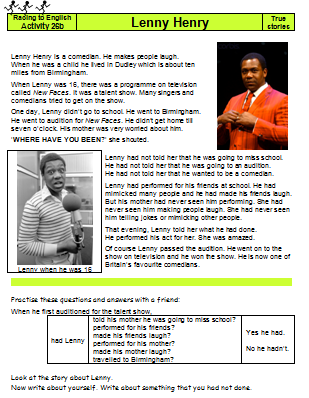 Racing to English
Activity 26b
Lenny Henry
True
stories
Lenny Henry is a comedian. He makes people laugh.
When he was a child he lived in Dudley which is about ten
miles from Birmingham.
When Lenny was 16, there was a programme on television
called New Faces. It was a talent show. Many singers and
comedians tried to get on the show.
One day, Lenny didn't go to school. He went to Birmingham.
He went to audition for New Faces. He didn't get home till
seven o'clock. His mother was very worried about him.
'WHERE HAVE YOU BEEN?' she shouted.
Lenny had not told her that he was going to miss school.
He had not told her that he was going to an audition.
He had not told her that he wanted to be a comedian.
Lenny had performed for his friends at school. He had
mimicked many people and he had made his friends laugh.
But his mother had never seen him performing. She had
never seen him making people laugh. She had never seen
him telling jokes or mimicking other people.
That evening, Lenny told her what he had done.
He performed his act for her. She was amazed.
Of course Lenny passed the audition. He went on to the
show on television and he won the show. He is now one of
Britain's favourite comedians.
Lenny when he was 16
Practise these questions and answers with a friend:
When he first auditioned for the talent show,
had Lenny
told his mother he was going to miss school?
performed for his friends?
made his friends laugh?
performed for his mother?
made his mother laugh?
travelled to Birmingham?
Yes he had.
No he hadn't.
Look at the story about Lenny.
Now write about yourself. Write about something that you had not done.